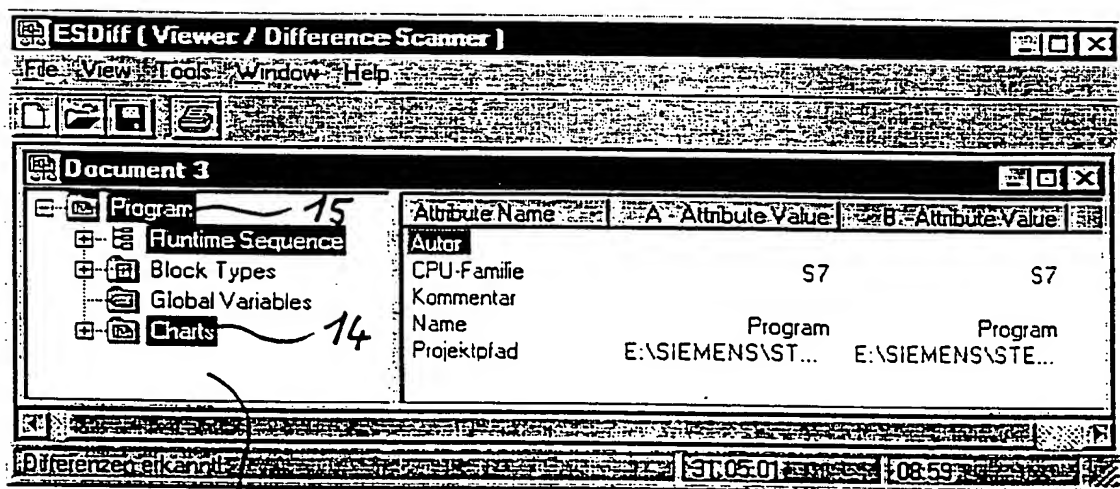 ESDiff ( Viewer / Difference Scanner )
File View Tools Window Help
Document 3
Program 15
Runtime Sequence
Block Types
Global Variables
Charts 14
Attribute Name A - Attribute Value B - Attribute Value
Autor
CPU-Familie S7 S7
Kommentar
Name Program Program
Projektpfad E:\SIEMENS\ST... E:\SIEMENS\STE...
Differenzen erkannt! 31.05.01 08:59